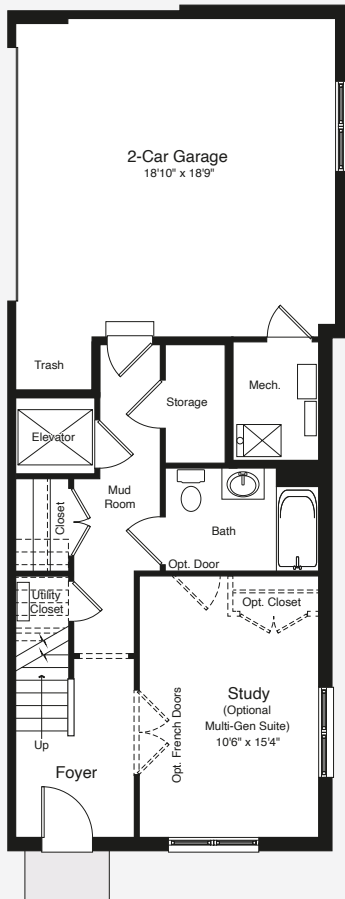 2-Car Garage
18'10" x 18'9"
Trash
Mech.
Storage
Elevator
Mud
Room
Closet
Bath
Opt. Door
Utility
Closet
Opt. Closet
Study
(Optional
Multi-Gen Suite)
10'6" x 15'4"
Opt. French Doors
Up
Foyer